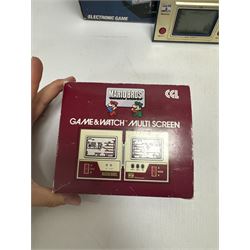 ELECTRONIC GAME
MARIO BROS.
CGL
GAME & WATCH MULTI SCREEN